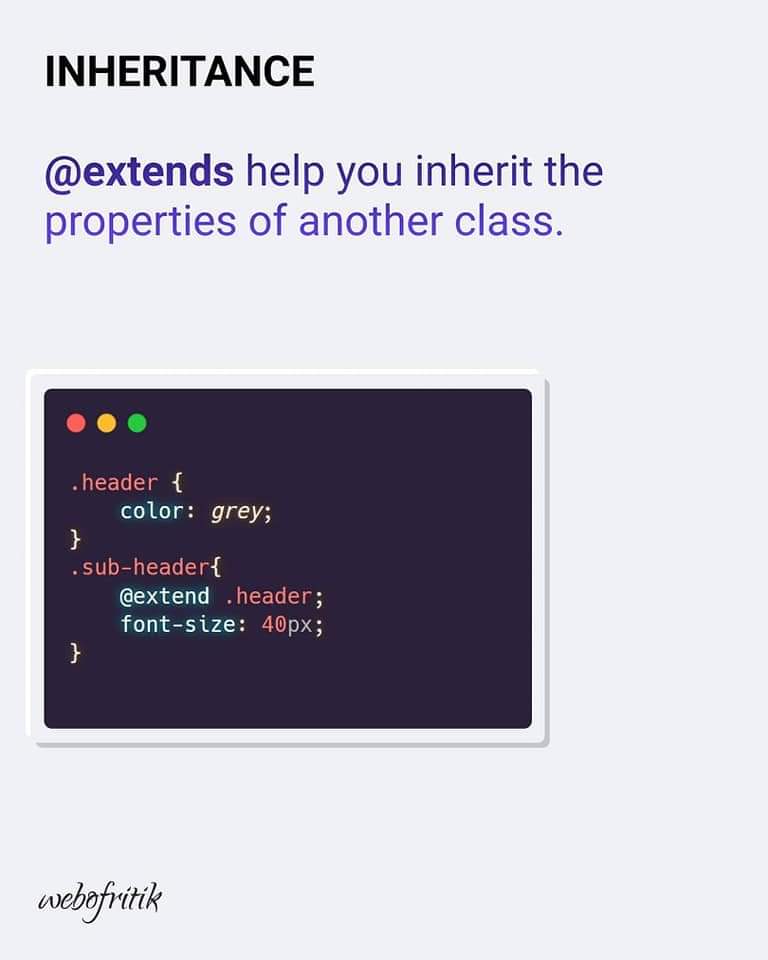 INHERITANCE
@extends help you inherit the
properties of another class.
.header {
    color: grey;
}
.sub-header{
    @extend .header;
    font-size: 40px;
}
webofritik